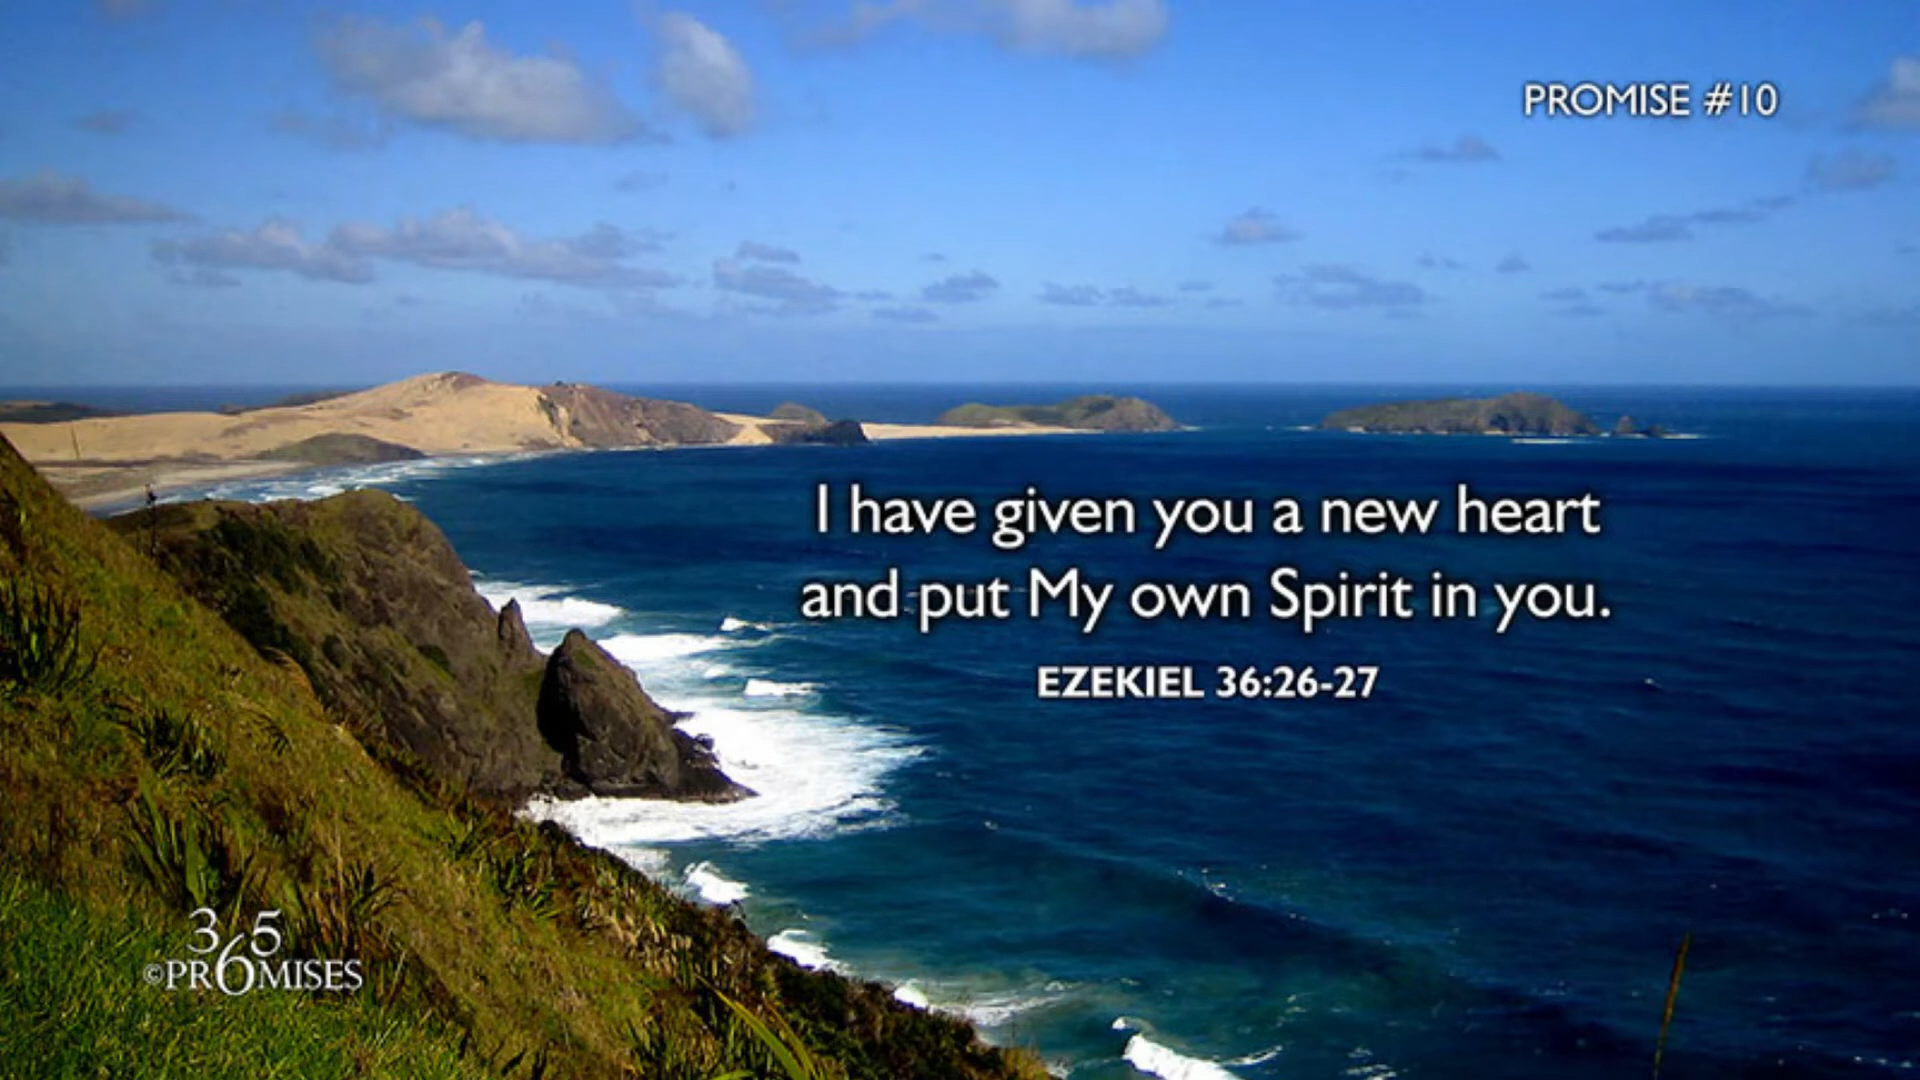 PROMISE #10
I have given you a new heart
and put My own Spirit in you.
EZEKIEL 36:26-27
365
©PROMISES